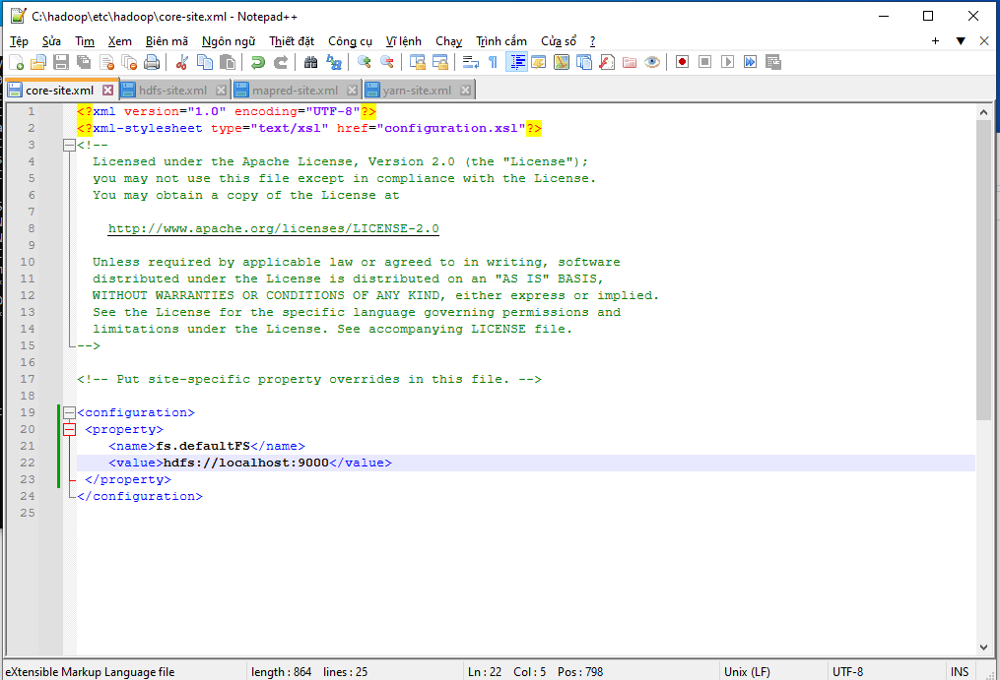 C:\hadoop\etc\hadoop\core-site.xml - Notepad++
Tệp Sửa Tìm Xem Biên mã Ngôn ngữ Thiết đặt Công cụ Vĩ lệnh Chạy Trình cắm Cửa sổ ?
core-site.xml hdfs-site.xml mapred-site.xml yarn-site.xml
1 <?xml version="1.0" encoding="UTF-8"?>
2 <?xml-stylesheet type="text/xsl" href="configuration.xsl"?>
3 <!--
4 Licensed under the Apache License, Version 2.0 (the "License");
5 you may not use this file except in compliance with the License.
6 You may obtain a copy of the License at
7
8 http://www.apache.org/licenses/LICENSE-2.0
9
10 Unless required by applicable law or agreed to in writing, software
11 distributed under the License is distributed on an "AS IS" BASIS,
12 WITHOUT WARRANTIES OR CONDITIONS OF ANY KIND, either express or implied.
13 See the License for the specific language governing permissions and
14 limitations under the License. See accompanying LICENSE file.
15 -->
16
17 <!-- Put site-specific property overrides in this file. -->
18
19 <configuration>
20 <property>
21 <name>fs.defaultFS</name>
22 <value>hdfs://localhost:9000</value>
23 </property>
24 </configuration>
25
eXtensible Markup Language file length : 864 lines : 25 Ln : 22 Col : 5 Pos : 798 Unix (LF) UTF-8 INS